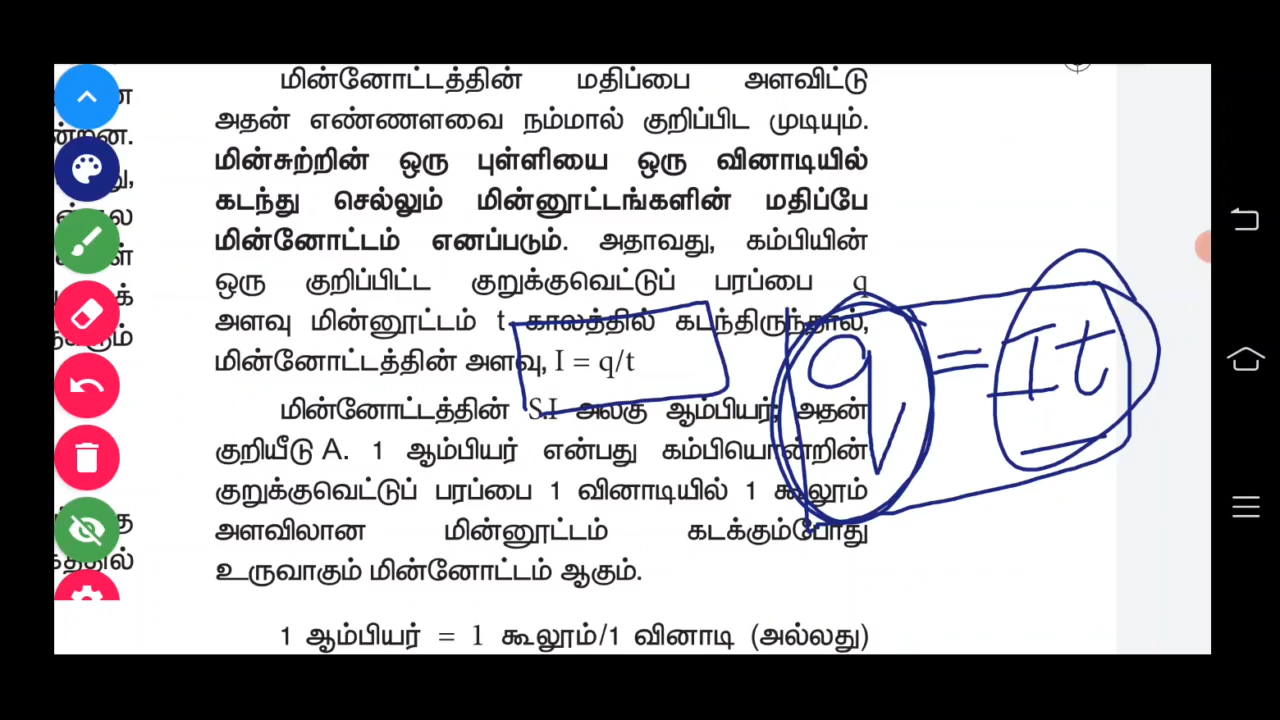 மின்னோட்டத்தின் மதிப்பை அளவிட்டு
அதன் எண்ணளவை நம்மால் குறிப்பிட முடியும்.
மின்சுற்றின் ஒரு புள்ளியை ஒரு வினாடியில்
கடந்து செல்லும் மின்னூட்டங்களின் மதிப்பே
மின்னோட்டம் எனப்படும். அதாவது, கம்பியின்
ஒரு குறிப்பிட்ட குறுக்குவெட்டுப் பரப்பை q
அளவு மின்னூட்டம் t காலத்தில் கடந்திருந்தால்,
மின்னோட்டத்தின் அளவு, I = q/t
q = It
மின்னோட்டத்தின் S.I அலகு ஆம்பியர்; அதன்
குறியீடு A. 1 ஆம்பியர் என்பது கம்பியொன்றின்
குறுக்குவெட்டுப் பரப்பை 1 வினாடியில் 1 கூலூம்
அளவிலான மின்னூட்டம் கடக்கும்போது
உருவாகும் மின்னோட்டம் ஆகும்.
1 ஆம்பியர் = 1 கூலூம்/1 வினாடி (அல்லது)